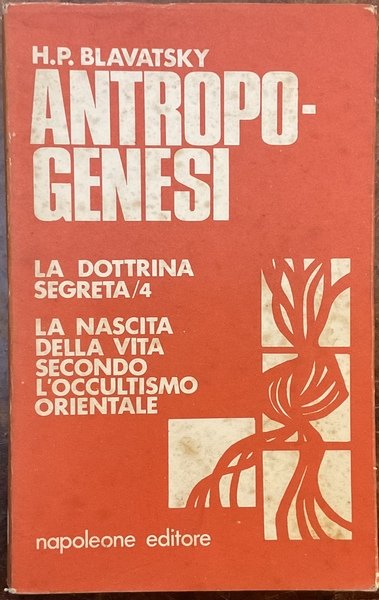 H.P. BLAVATSKY
ANTROPO-
GENESI
LA DOTTRINA
SEGRETA/4
LA NASCITA
DELLA VITA
SECONDO
L'OCCULTISMO
ORIENTALE
napoleone editore